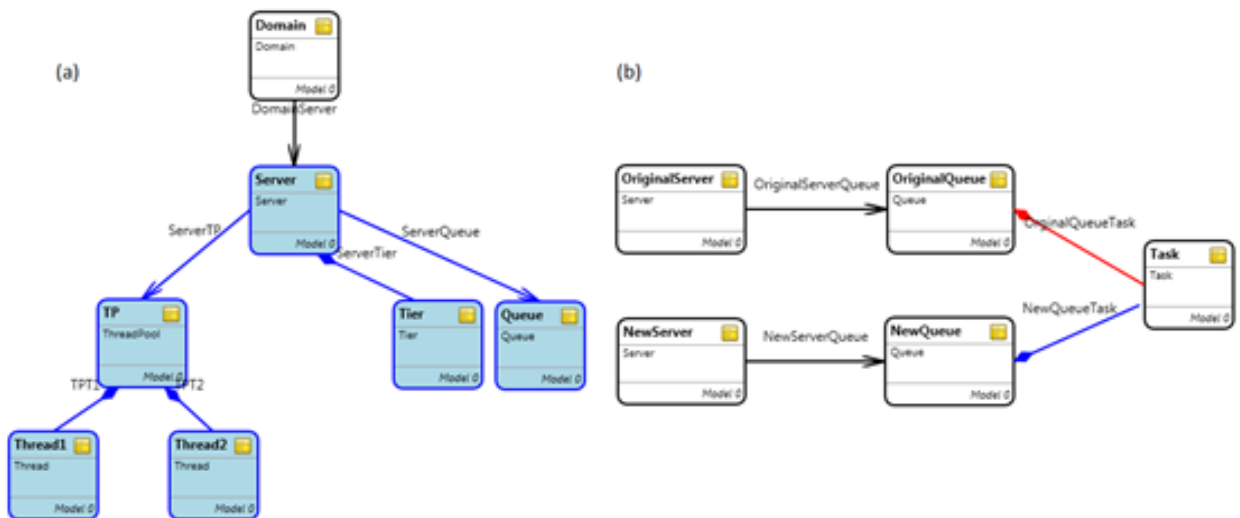 (a)
Domain
Domain
Model 0
DomainServer
Server
Server
Model 0
ServerTP
ServerQueue
ServerTier
TP
ThreadPool
Model 0
Tier
Tier
Model 0
Queue
Queue
Model 0
TPT1
TPT2
Thread1
Thread
Model 0
Thread2
Thread
Model 0
(b)
OriginalServer
Server
Model 0
OriginalServerQueue
OriginalQueue
Queue
Model 0
OriginalQueueTask
Task
Task
Model 0
NewQueueTask
NewServer
Server
Model 0
NewServerQueue
NewQueue
Queue
Model 0